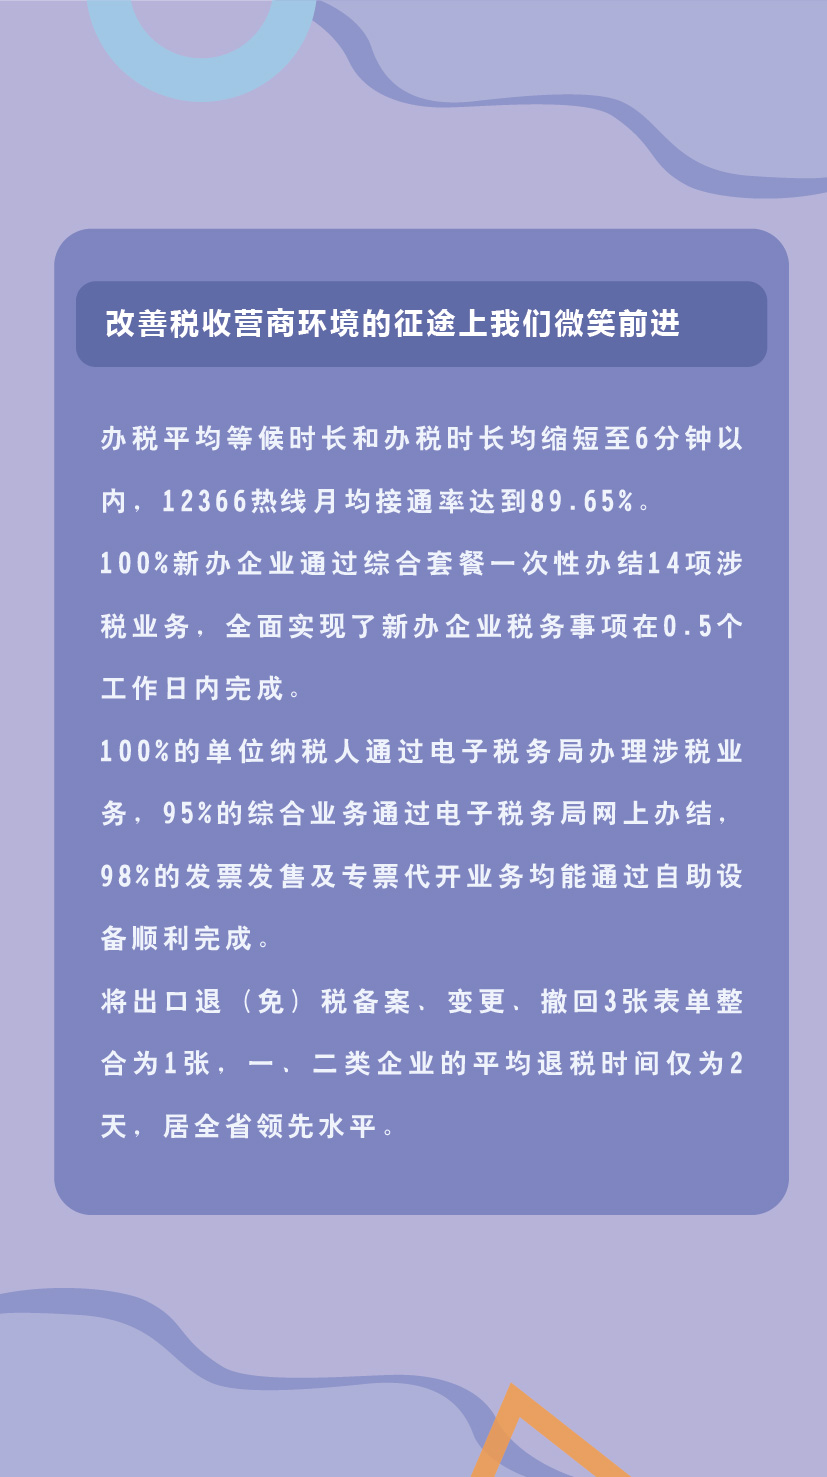 改善税收营商环境的征途上我们微笑前进
办税平均等候时长和办税时长均缩短至6分钟以
内，12366热线月均接通率达到89.65%。
100%新办企业通过综合套餐一次性办结14项涉
税业务，全面实现了新办企业税务事项在0.5个
工作日内完成。
100%的单位纳税人通过电子税务局办理涉税业
务，95%的综合业务通过电子税务局网上办结，
98%的发票发售及专票代开业务均能通过自助设
备顺利完成。
将出口退（免）税备案、变更、撤回3张表单整
合为1张，一、二类企业的平均退税时间仅为2
天，居全省领先水平。